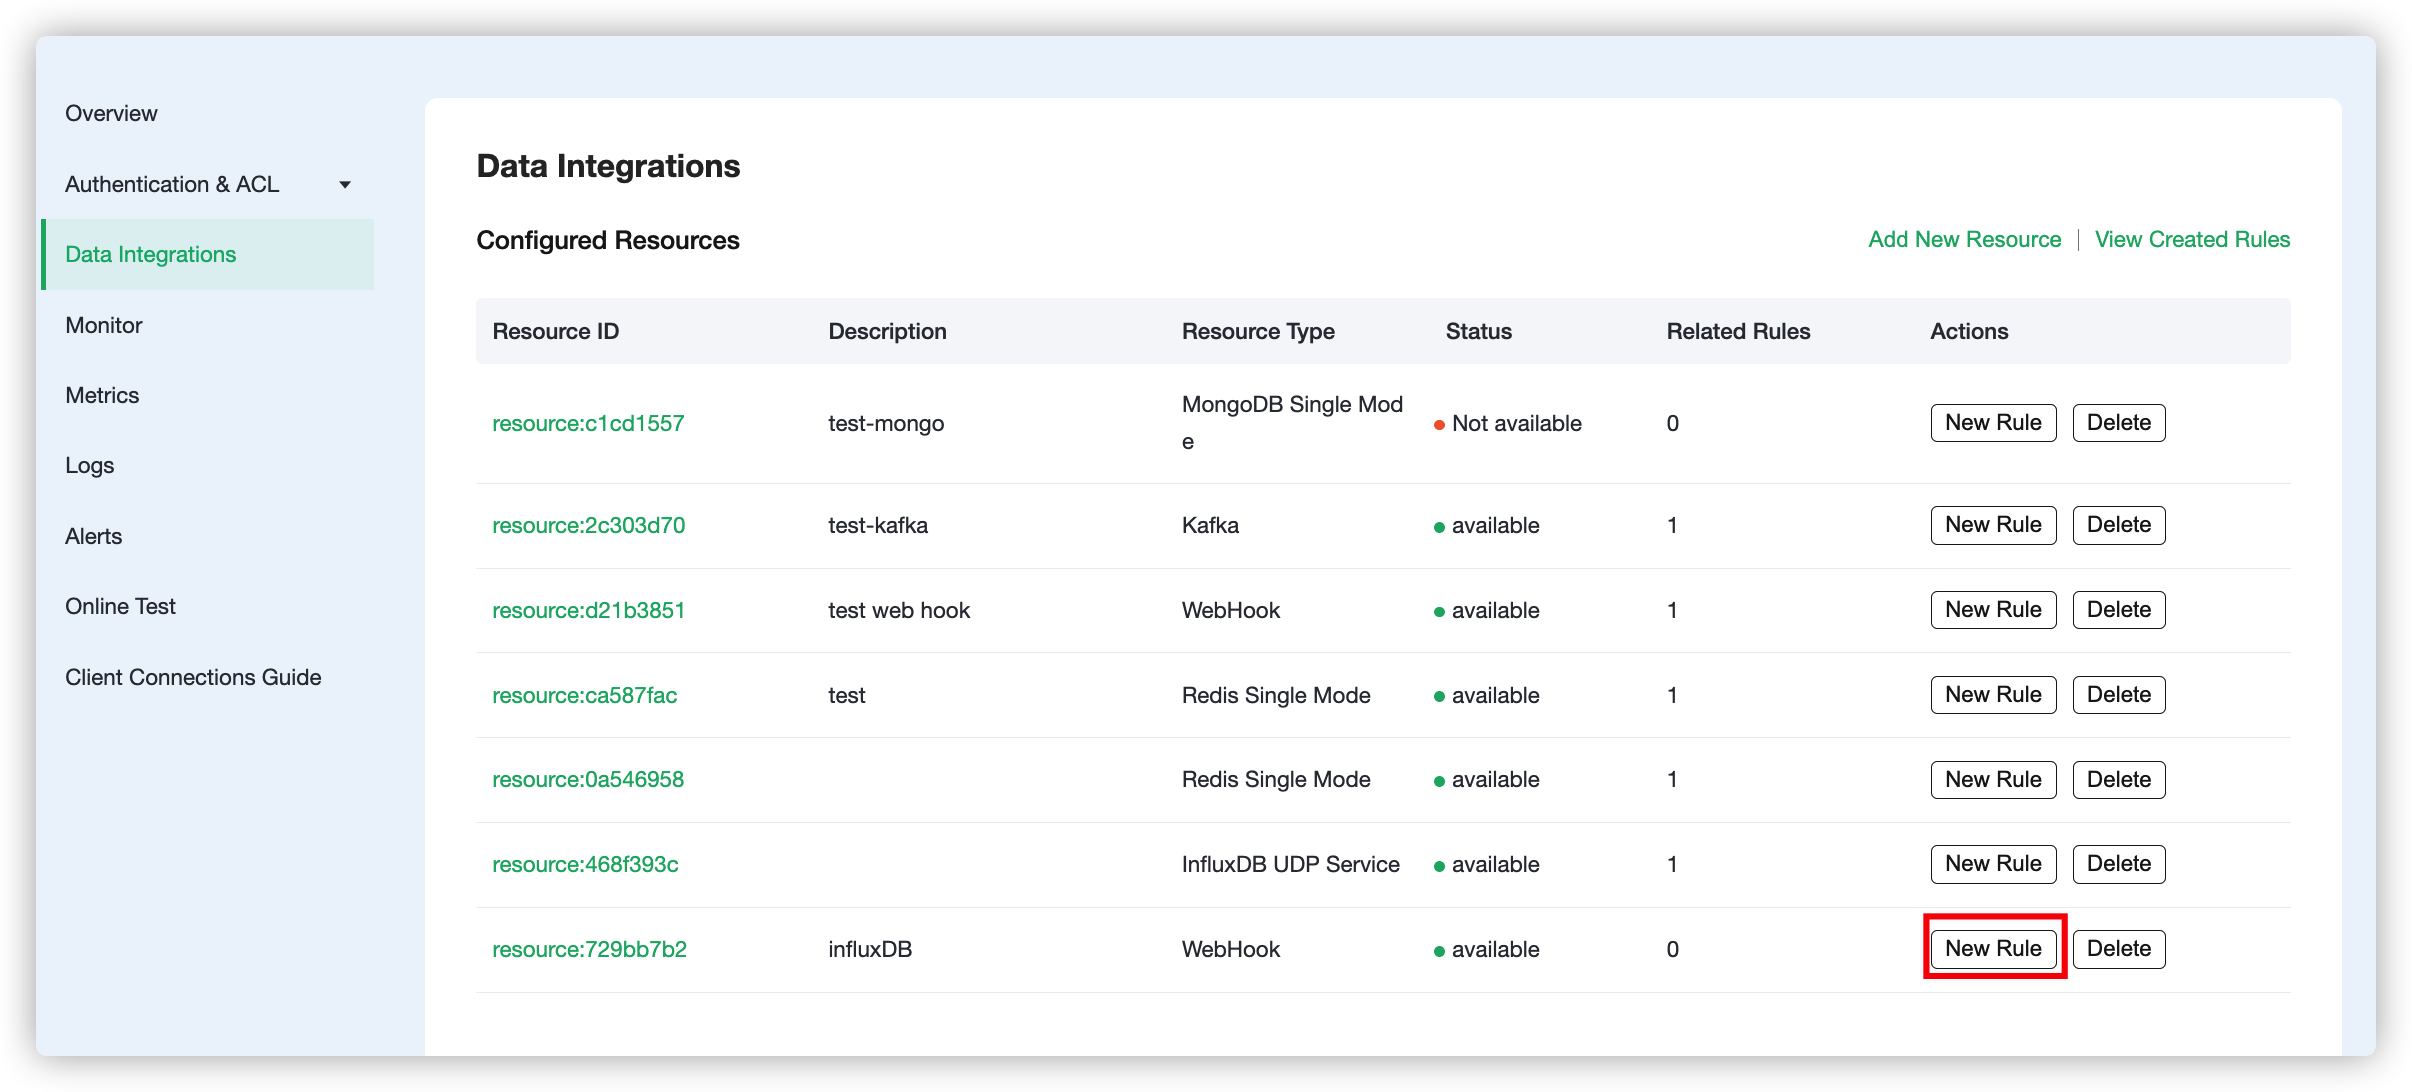 Overview
Authentication & ACL
Data Integrations
Monitor
Metrics
Logs
Alerts
Online Test
Client Connections Guide
Data Integrations
Configured Resources
Add New Resource | View Created Rules
Resource ID Description Resource Type Status Related Rules Actions
resource:c1cd1557 test-mongo MongoDB Single Mod
e Not available 0 New Rule Delete
resource:2c303d70 test-kafka Kafka available 1 New Rule Delete
resource:d21b3851 test web hook WebHook available 1 New Rule Delete
resource:ca587fac test Redis Single Mode available 1 New Rule Delete
resource:0a546958 Redis Single Mode available 1 New Rule Delete
resource:468f393c InfluxDB UDP Service available 1 New Rule Delete
resource:729bb7b2 influxDB WebHook available 0 New Rule Delete